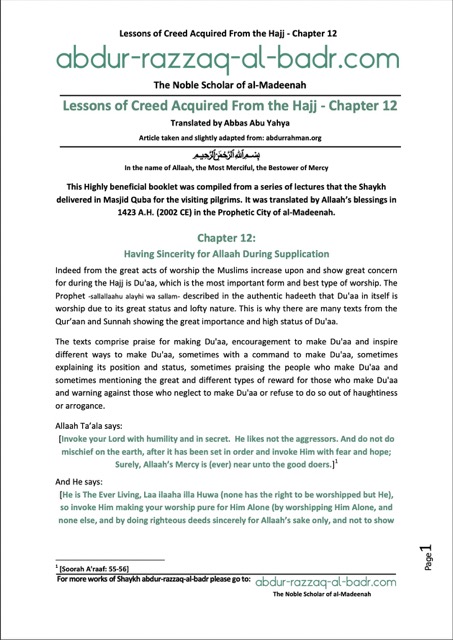 Lessons of Creed Acquired From the Hajj - Chapter 12
abdur-razzaq-al-badr.com
The Noble Scholar of al-Madeenah
Lessons of Creed Acquired From the Hajj - Chapter 12
Translated by Abbas Abu Yahya
Article taken and slightly adapted from: abdurrahman.org
بِسْمِ اللهِ الرَّحْمٰنِ الرَّحِيْمِ
In the name of Allaah, the Most Merciful, the Bestower of Mercy
This Highly beneficial booklet was compiled from a series of lectures that the Shaykh
delivered in Masjid Quba for the visiting pilgrims. It was translated by Allaah’s blessings in
1423 A.H. (2002 CE) in the Prophetic City of al-Madeenah.
Chapter 12:
Having Sincerity for Allaah During Supplication
Indeed from the great acts of worship the Muslims increase upon and show great concern
for during the Hajj is Du'aa, which is the most important form and best type of worship. The
Prophet -sallallaahu alayhi wa sallam- described in the authentic hadeeth that Du'aa in itself is
worship due to its great status and lofty nature. This is why there are many texts from the
Qur’aan and Sunnah showing the great importance and high status of Du’aa.
The texts comprise praise for making Du'aa, encouragement to make Du'aa and inspire
different ways to make Du'aa, sometimes with a command to make Du'aa, sometimes
explaining its position and status, sometimes praising the people who make Du'aa and
sometimes mentioning the great and different types of reward for those who make Du'aa
and warning against those who neglect to make Du'aa or refuse to do so out of haughtiness
or arrogance.
Allaah Ta’ala says:
[Invoke your Lord with humility and in secret. He likes not the aggressors. And do not do
mischief on the earth, after it has been set in order and invoke Him with fear and hope;
Surely, Allaah’s Mercy is (ever) near unto the good doers.]1
And He says:
[He is The Ever Living, Laa ilaaha illa Huwa (none has the right to be worshipped but He),
so invoke Him making your worship pure for Him Alone (by worshipping Him Alone, and
none else, and by doing righteous deeds sincerely for Allaah’s sake only, and not to show
1 [Soorah A'raaf: 55-56]
For more works of Shaykh abdur-razzaq-al-badr please go to: abdur-razzaq-al-badr.com
The Noble Scholar of al-Madeenah
Page1